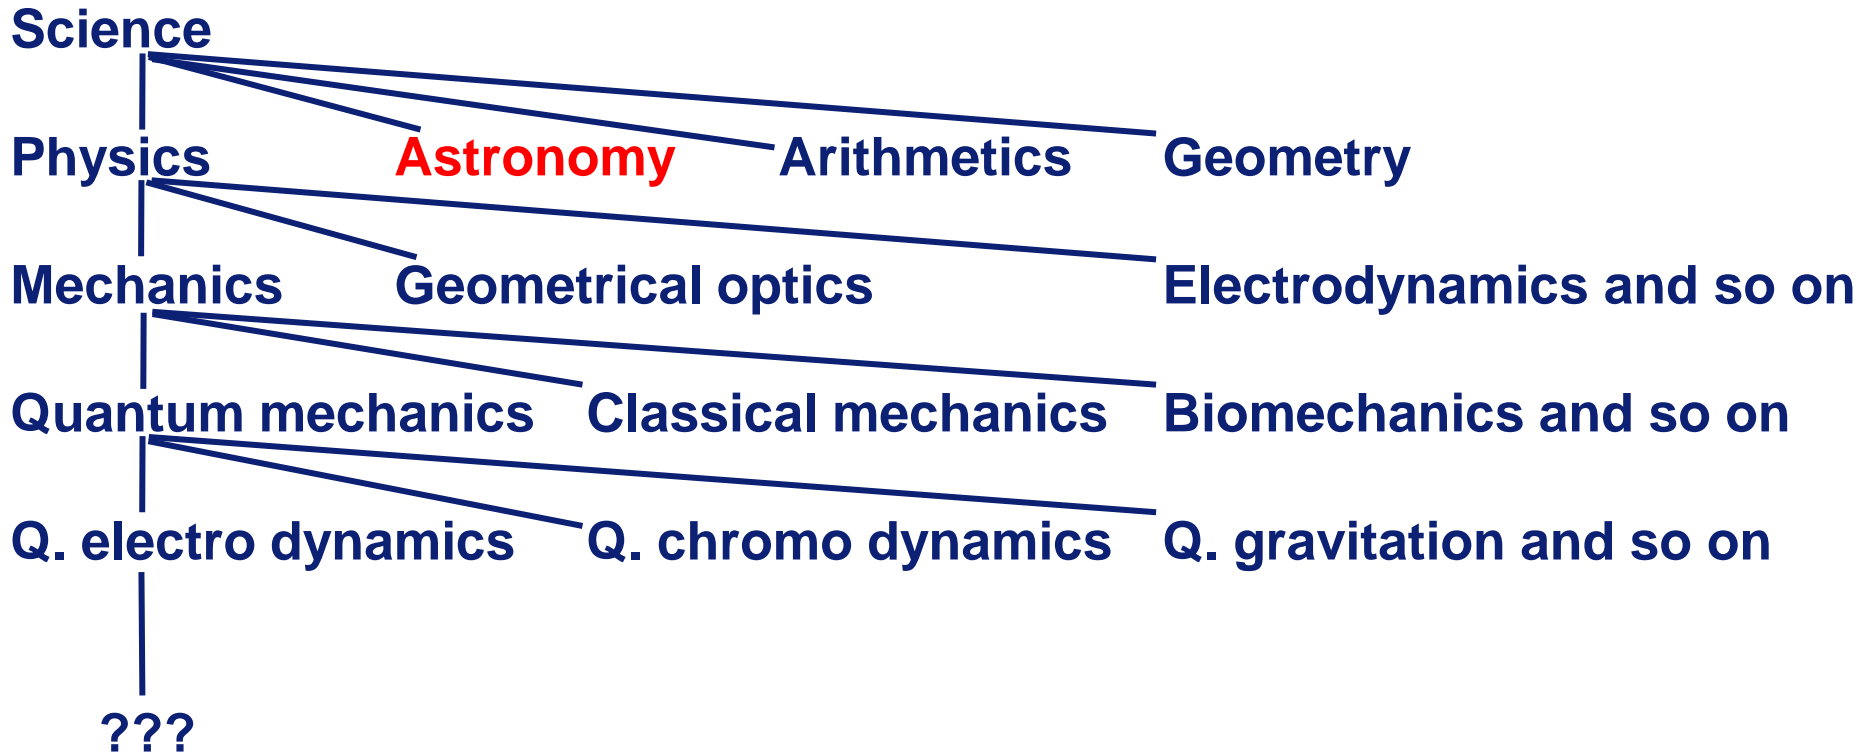 Science
Physics Astronomy Arithmetics Geometry
Mechanics Geometrical optics Electrodynamics and so on
Quantum mechanics Classical mechanics Biomechanics and so on
Q. electro dynamics Q. chromo dynamics Q. gravitation and so on
???